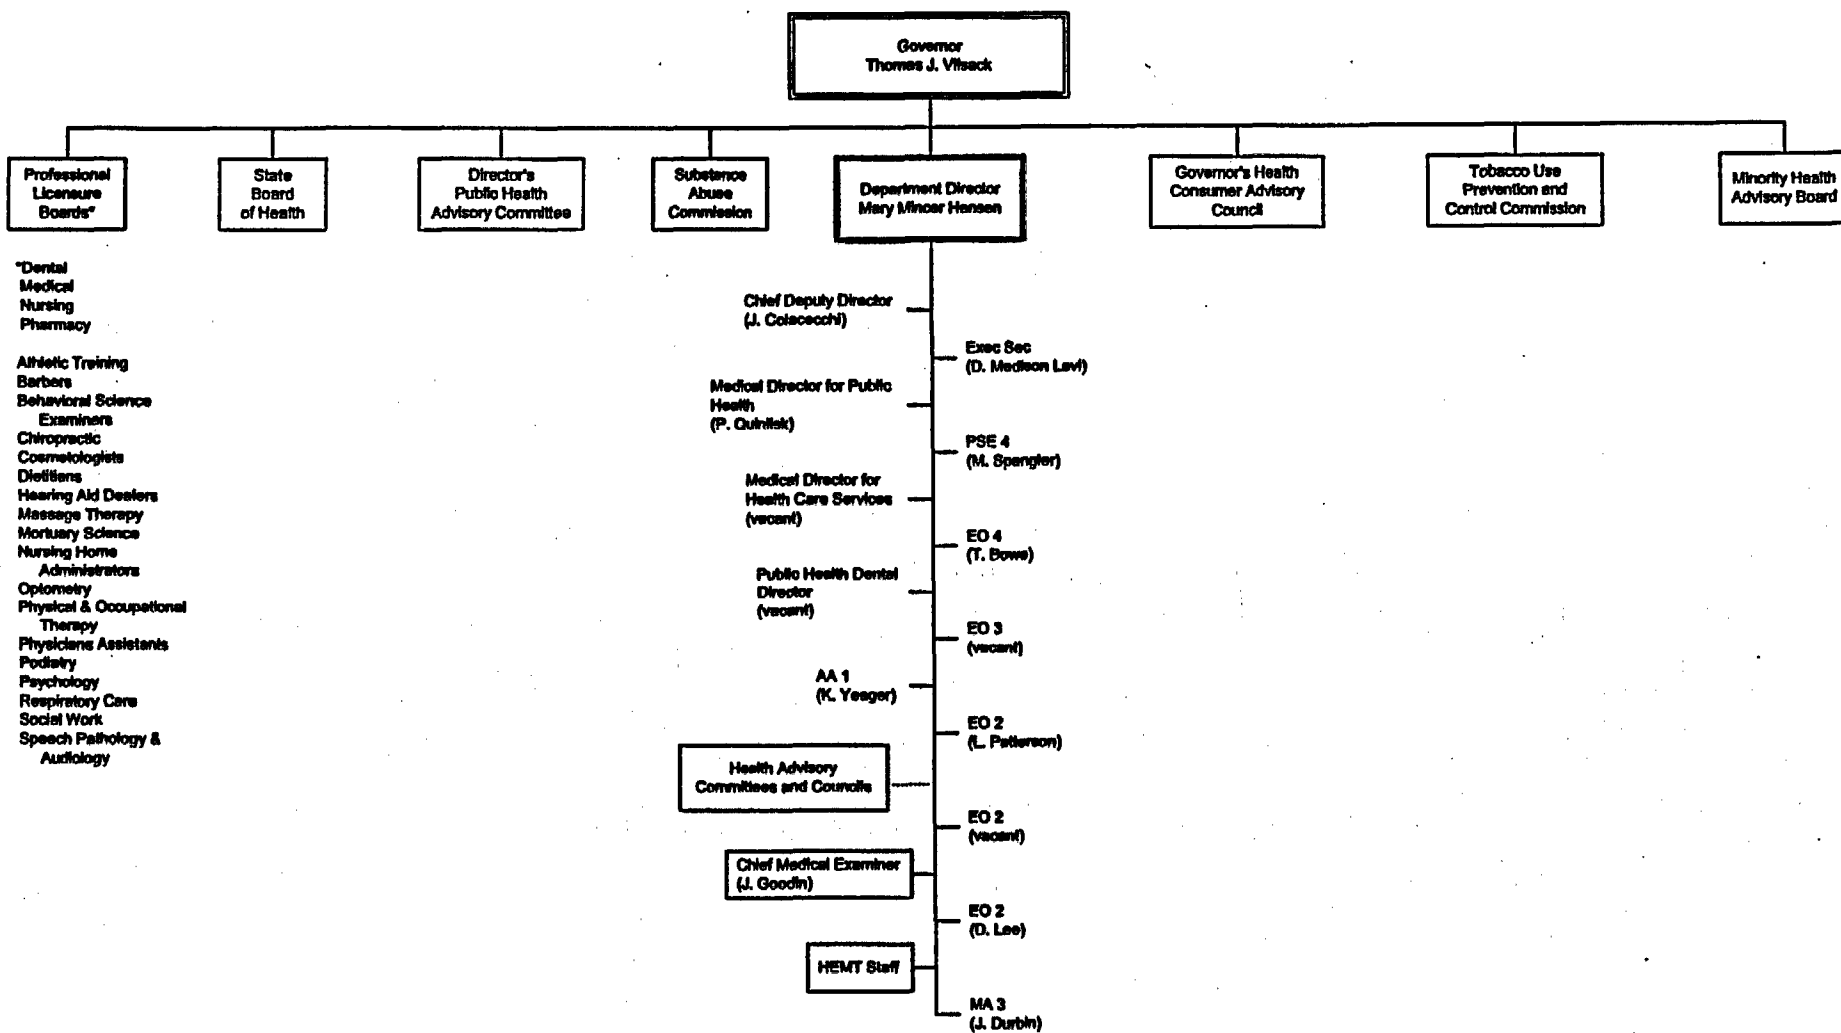 Governor
Thomas J. Vilsack
Professional
Licensure
Boards*
State
Board
of Health
Director's
Public Health
Advisory Committee
Substance
Abuse
Commission
Department Director
Mary Mincer Hansen
Governor's Health
Consumer Advisory
Council
Tobacco Use
Prevention and
Control Commission
Minority Health
Advisory Board
*Dental
Medical
Nursing
Pharmacy
Athletic Training
Barbers
Behavioral Science
Examiners
Chiropractic
Cosmetologists
Dietitians
Hearing Aid Dealers
Massage Therapy
Mortuary Science
Nursing Home
Administrators
Optometry
Physical & Occupational
Therapy
Physicians Assistants
Podiatry
Psychology
Respiratory Care
Social Work
Speech Pathology &
Audiology
Chief Deputy Director
(J. Colacecchi)
Exec Sec
(D. Madison Levi)
Medical Director for Public
Health
(P. Quinlisk)
PSE 4
(M. Spangler)
Medical Director for
Health Care Services
(vacant)
EO 4
(T. Bowe)
Public Health Dental
Director
(vacant)
EO 3
(vacant)
AA 1
(K. Yeager)
EO 2
(L. Patterson)
Health Advisory
Committees and Councils
EO 2
(vacant)
Chief Medical Examiner
(J. Goodin)
EO 2
(D. Lee)
HEMT Staff
MA 3
(J. Durbin)